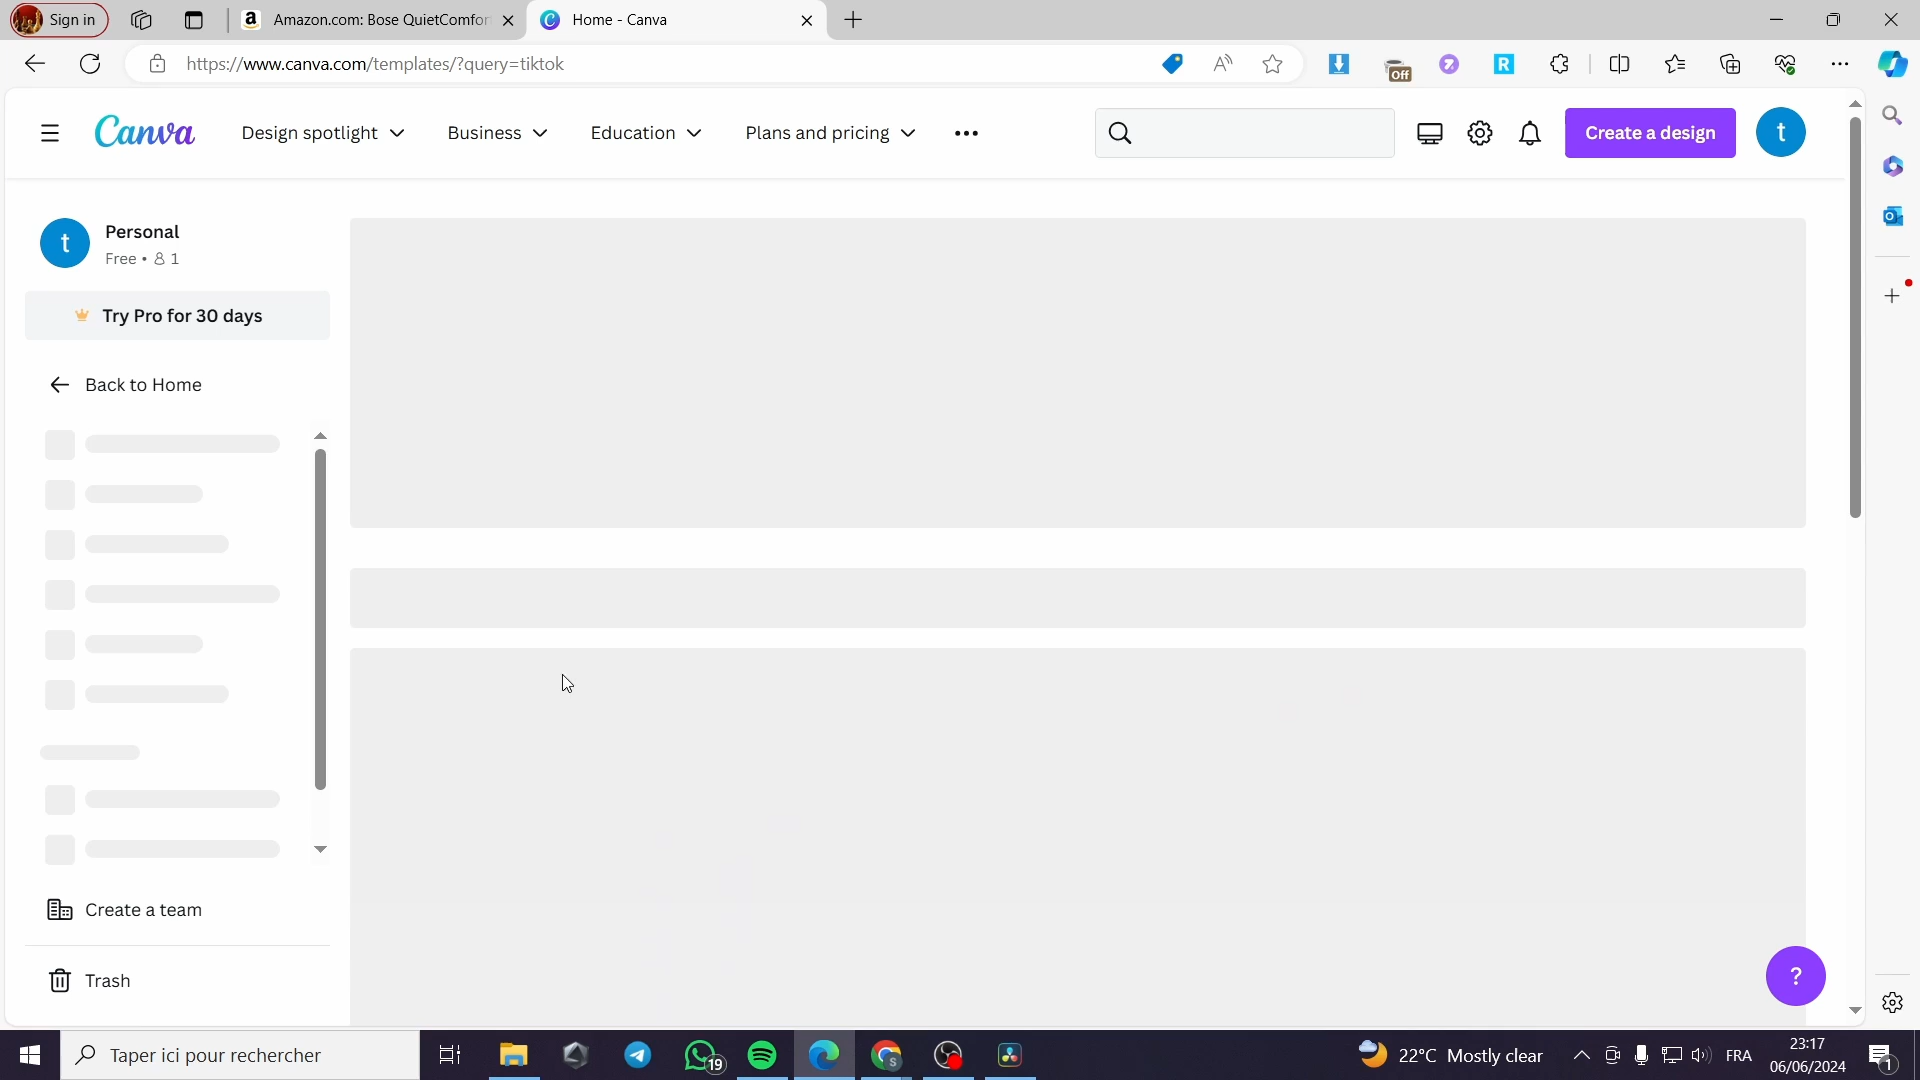 Sign in
Amazon.com: Bose QuietComfor
Home - Canva
https://www.canva.com/templates/?query=tiktok
Off
R
Canva
Design spotlight
Business
Education
Plans and pricing
Create a design
t
t
Personal
Free • 1
Try Pro for 30 days
Back to Home
Create a team
Trash
?
Taper ici pour rechercher
19
S
22°C Mostly clear
FRA
23:17
06/06/2024
1